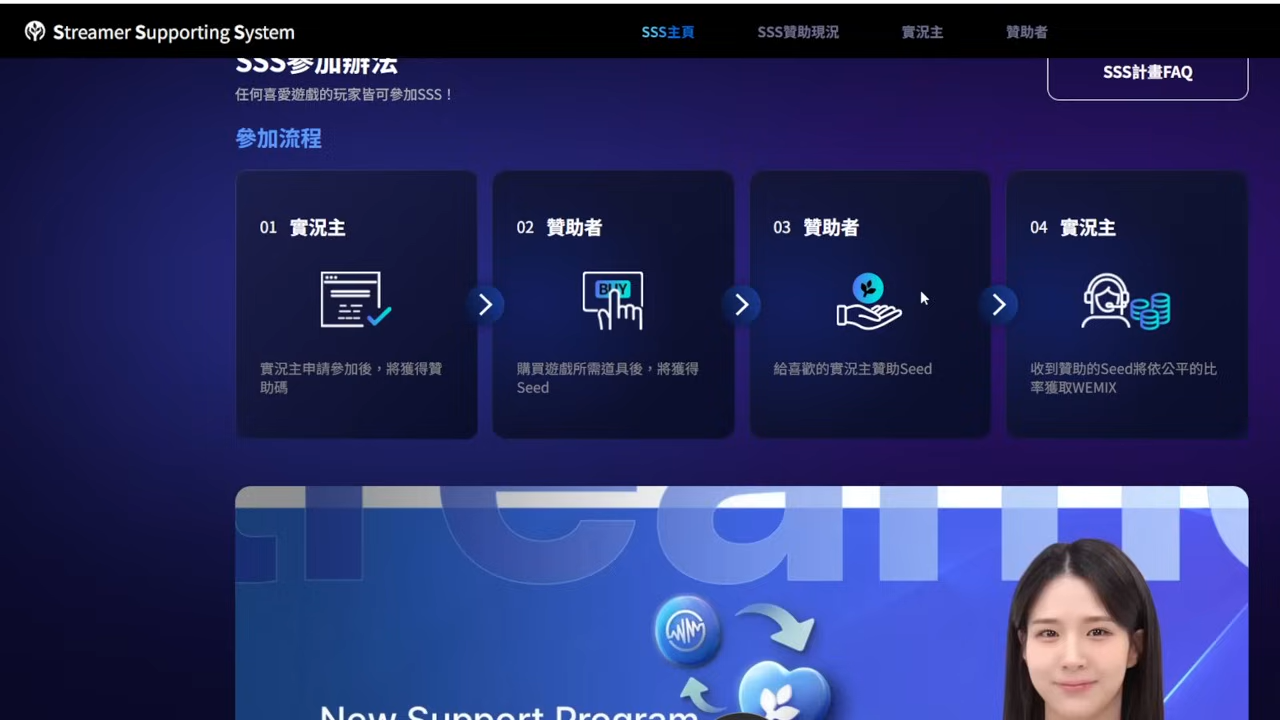 Streamer Supporting System
SSS主頁
SSS贊助現況
實況主
贊助者
SSS參加辦法
SSS計畫FAQ
任何喜愛遊戲的玩家皆可參加SSS！
參加流程
01 實況主
實況主申請參加後，將獲得贊
助碼
02 贊助者
BUY
購買遊戲所需道具後，將獲得
Seed
03 贊助者
給喜歡的實況主贊助Seed
04 實況主
收到贊助的Seed將依公平的比
率獲取WEMIX
New Support Program